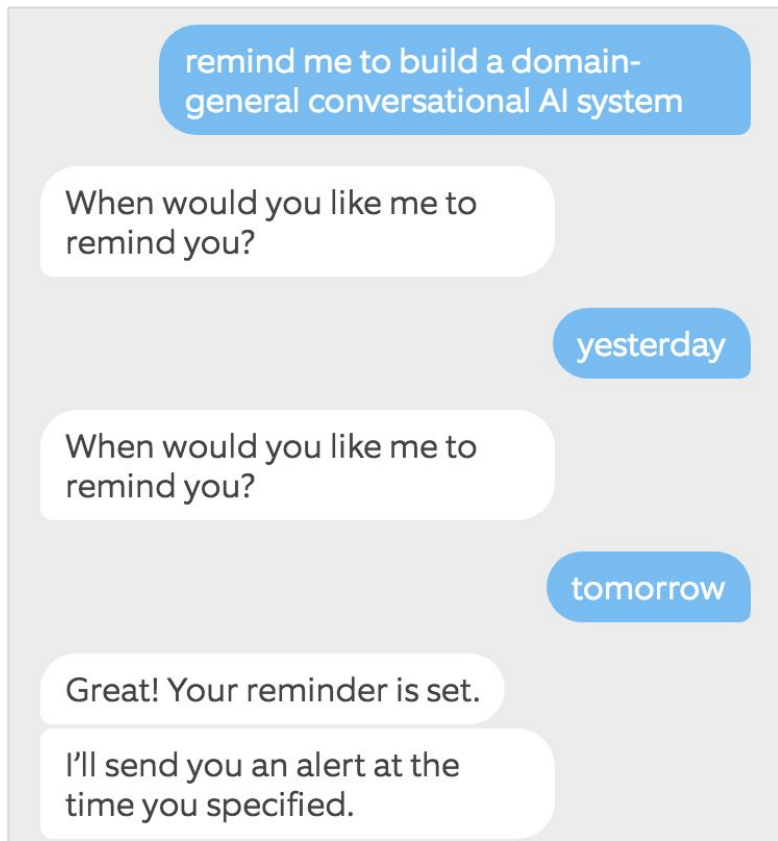 remind me to build a domain-
general conversational AI system
When would you like me to
remind you?
yesterday
When would you like me to
remind you?
tomorrow
Great! Your reminder is set.
I'll send you an alert at the
time you specified.